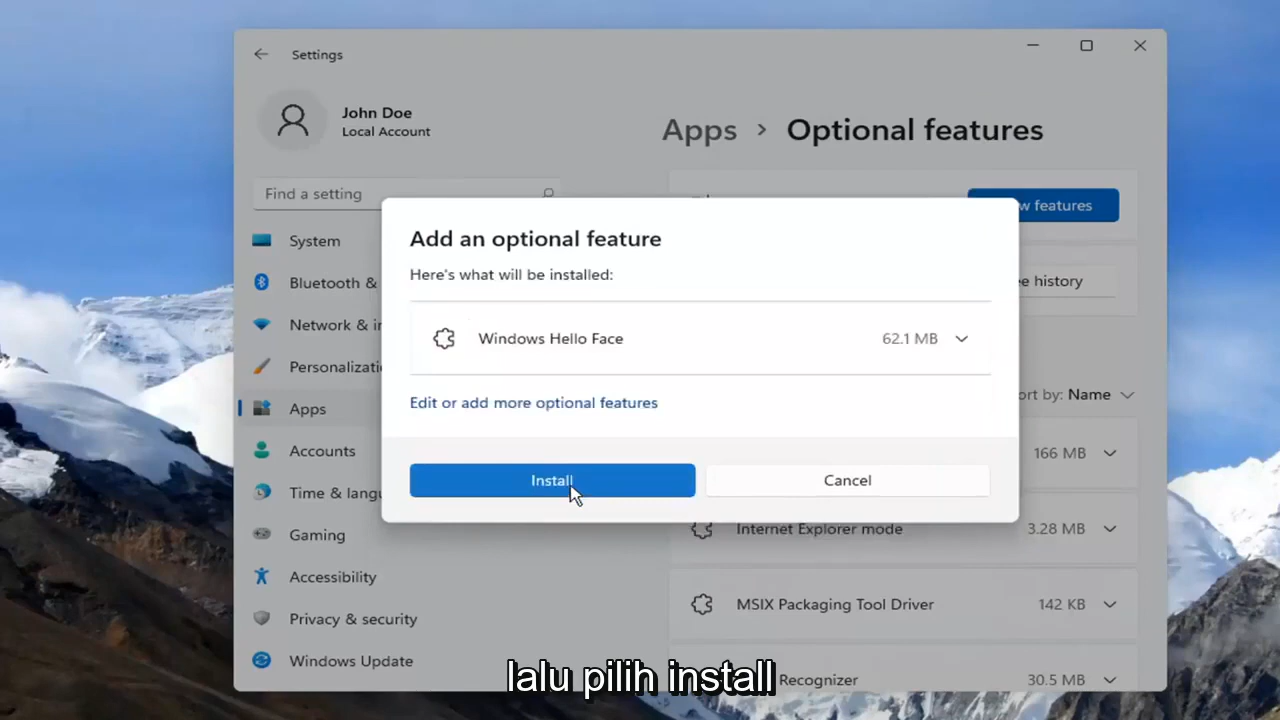 Settings
John Doe
Local Account
Find a setting
System
Bluetooth &
Network &
Personalizati
Apps
Accounts
Time &
Gaming
Accessibility
Privacy & security
Windows Update
Apps > Optional features
w features
e history
ort by: Name
166 MB
Internet Explorer mode 3.28 MB
MSIX Packaging Tool Driver 142 KB
Recognizer 30.5 MB
Add an optional feature
Here's what will be installed:
Windows Hello Face 62.1 MB
Edit or add more optional features
Install Cancel
lalu pilih install